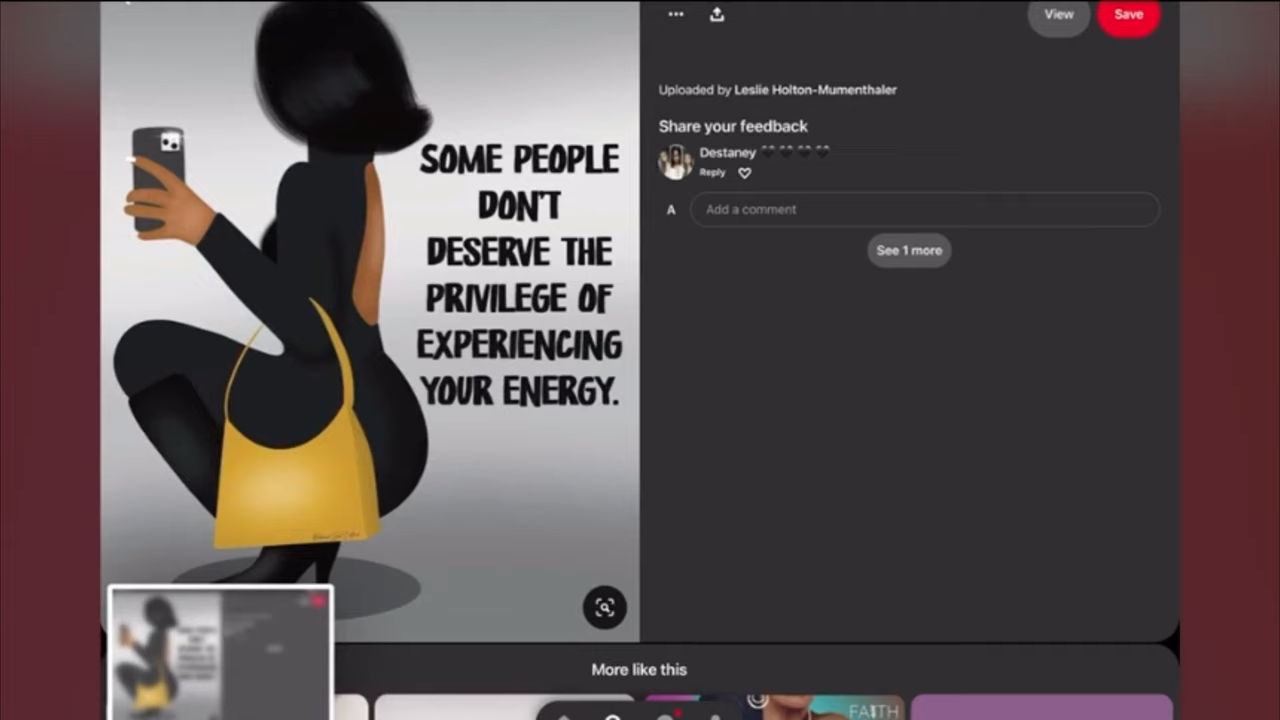 View
Save
Uploaded by Leslie Holton-Mumenthaler
Share your feedback
Destaney
Reply
A
Add a comment
See 1 more
SOME PEOPLE
DON'T
DESERVE THE
PRIVILEGE OF
EXPERIENCING
YOUR ENERGY.
More like this
FAITH